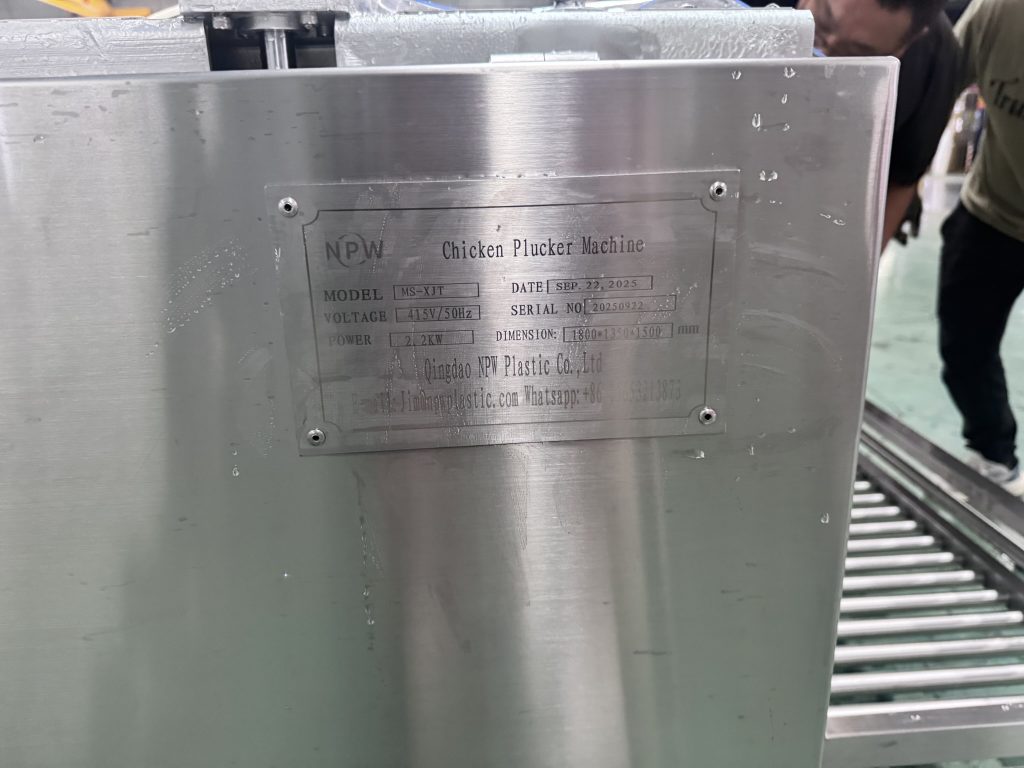 NPW Chicken Plucker Machine
MODEL MS-XJT DATE SEP. 22, 2025
VOLTAGE 415V/50Hz SERIAL NO 20250922
POWER 2.2KW DIMENSION: 1800*1350*1500 mm
Qingdao NPW Plastic Co.,Ltd
Whatsapp: